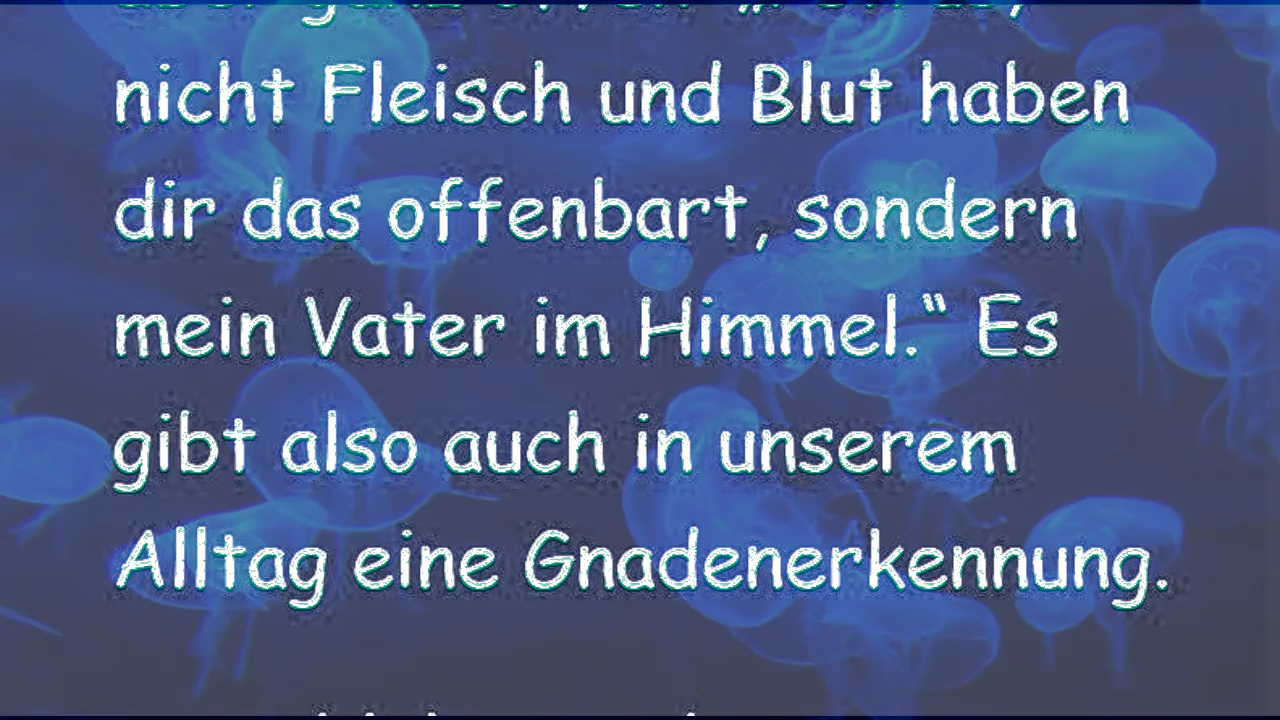 nicht Fleisch und Blut haben
dir das offenbart, sondern
mein Vater im Himmel.“ Es
gibt also auch in unserem
Alltag eine Gnadenerkennung.